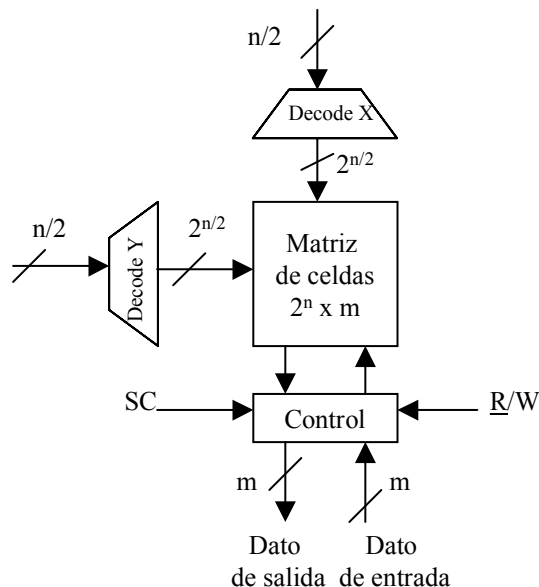 n/2
Decode X
2^{n/2}
n/2
2^{n/2}
Decode Y
Matriz
de celdas
2^n x m
SC
Control
R/W
m
m
Dato
de salida
Dato
de entrada